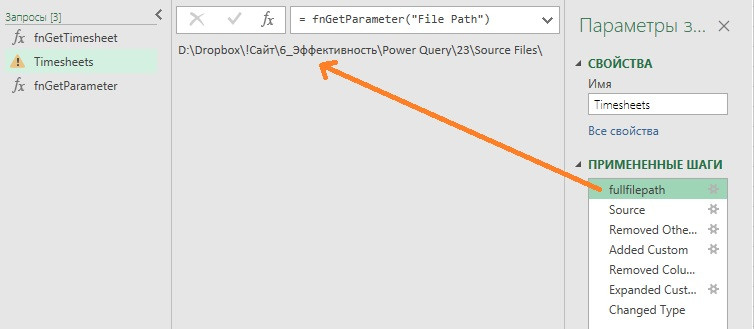 Запросы [3]
fnGetTimesheet
Timesheets
fnGetParameter
fx
= fnGetParameter("File Path")
D:\Dropbox\!Сайт\6_Эффективность\Power Query\23\Source Files\
Параметры з...
СВОЙСТВА
Имя
Timesheets
Все свойства
ПРИМЕНЕННЫЕ ШАГИ
fullfilepath
Source
Removed Othe...
Added Custom
Removed Colu...
Expanded Cust...
Changed Type